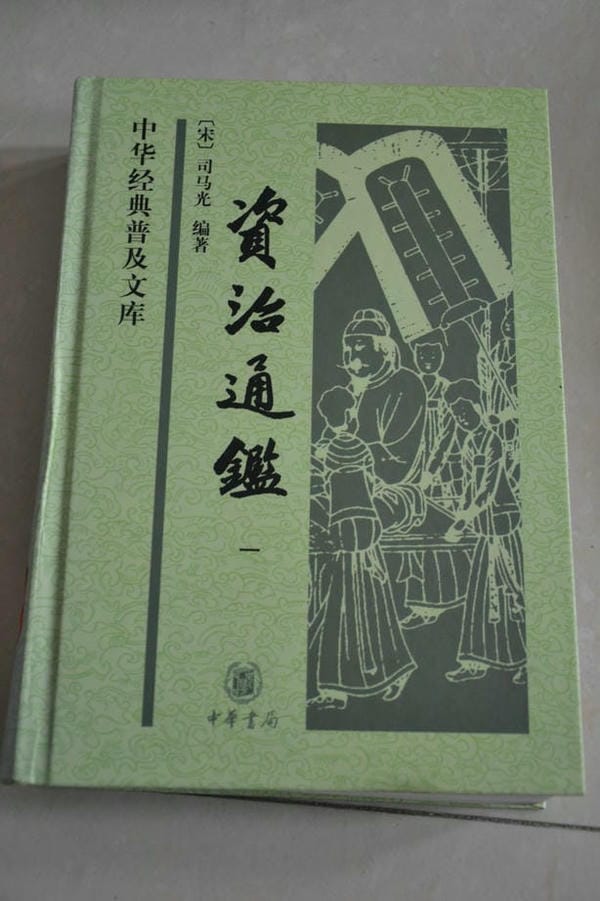 中华经典普及文库
〔宋〕司马光 编著
資治通鑑
一
中華書局